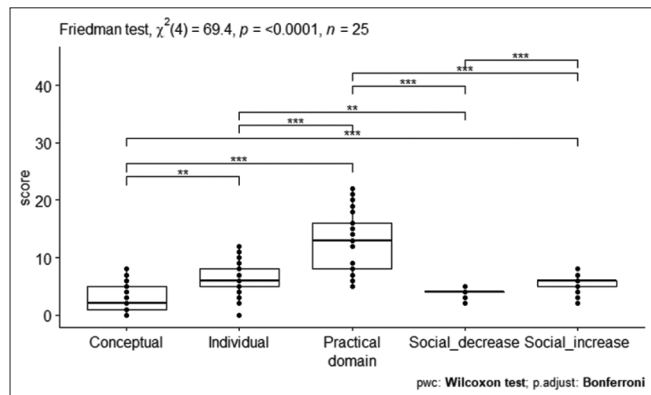 Friedman test, χ²(4) = 69.4, p = <0.0001, n = 25
***
***
40
***
**
***
***
30
***
**
score
20
10
0
Conceptual
Individual
Practical
domain
Social_decrease
Social_increase
pwc: Wilcoxon test; p.adjust: Bonferroni